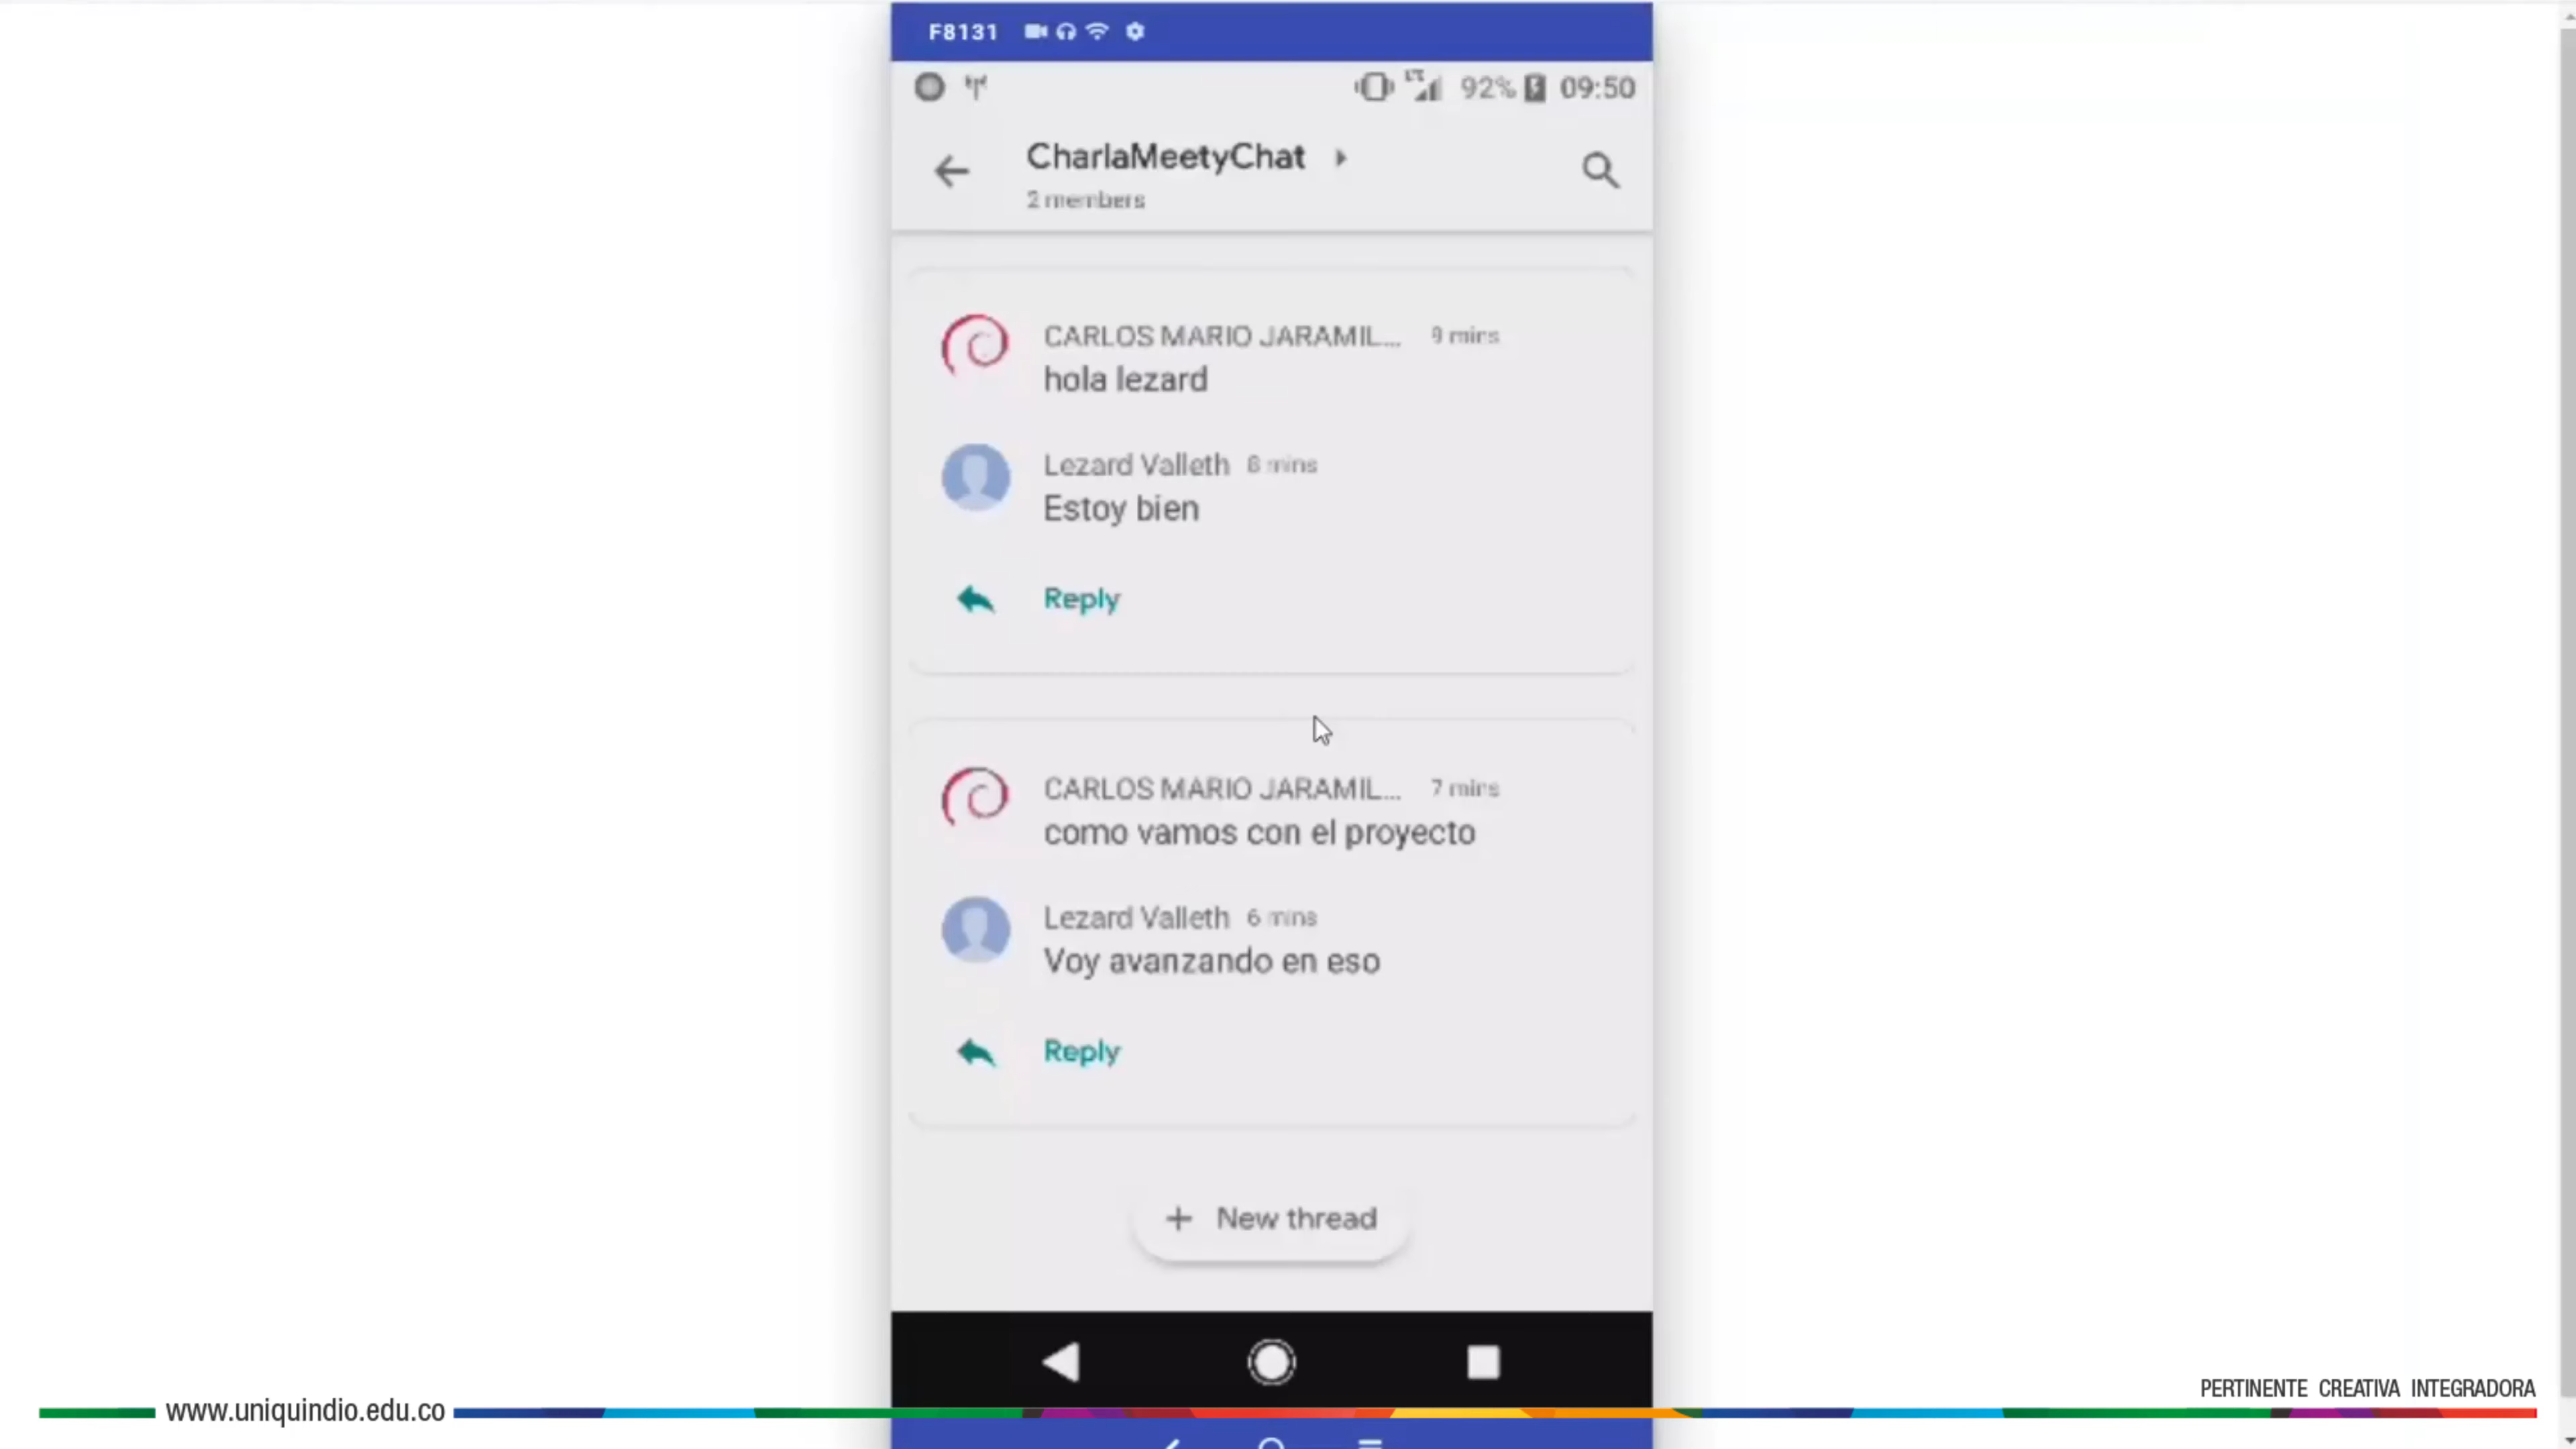 F8131
LTE 92% 09:50
CharlaMeetyChat
2 members
CARLOS MARIO JARAMIL... 9 mins
hola lezard
Lezard Valleth 8 mins
Estoy bien
Reply
CARLOS MARIO JARAMIL... 7 mins
como vamos con el proyecto
Lezard Valleth 6 mins
Voy avanzando en eso
Reply
+ New thread
PERTINENTE CREATIVA INTEGRADORA
www.uniquindio.edu.co